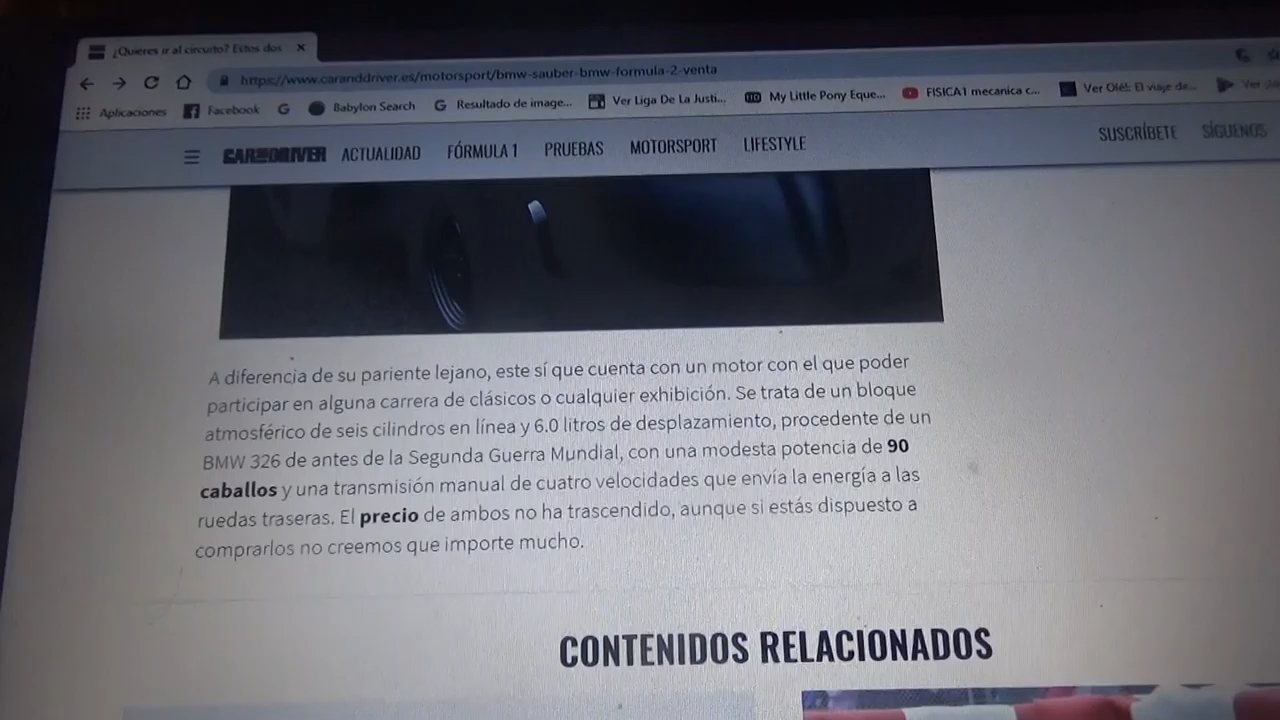 ¿Quieres ir al circuito? Estos dos
https://www.caranddriver.es/motorsport/bmw-sauber-bmw-formula-2-venta
Aplicaciones Facebook Babylon Search Resultado de image... Ver Liga De La Justi... My Little Pony Eque... FISICA1 mecanica c... Ver Olé!: El viaje de... Ver
CAR AND DRIVER ACTUALIDAD FÓRMULA 1 PRUEBAS MOTORSPORT LIFESTYLE SUSCRÍBETE SÍGUENOS
A diferencia de su pariente lejano, este sí que cuenta con un motor con el que poder
participar en alguna carrera de clásicos o cualquier exhibición. Se trata de un bloque
atmosférico de seis cilindros en línea y 6.0 litros de desplazamiento, procedente de un
BMW 326 de antes de la Segunda Guerra Mundial, con una modesta potencia de 90
caballos y una transmisión manual de cuatro velocidades que envía la energía a las
ruedas traseras. El precio de ambos no ha trascendido, aunque si estás dispuesto a
comprarlos no creemos que importe mucho.
CONTENIDOS RELACIONADOS